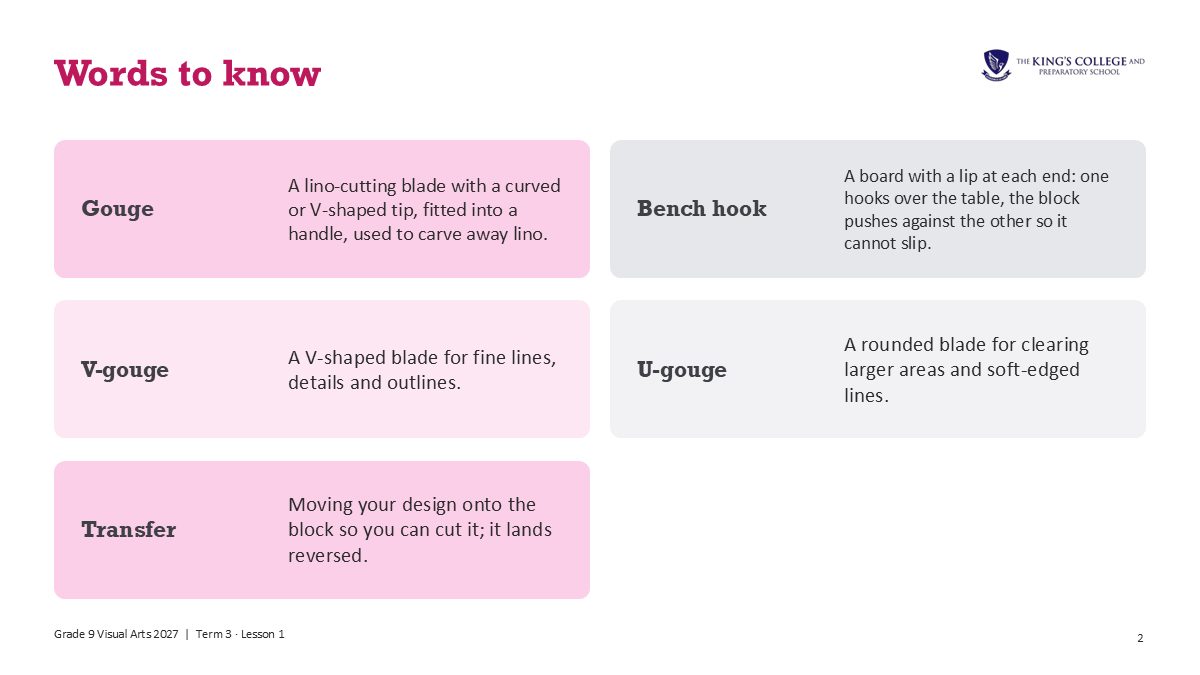 Words to know
THE KING'S COLLEGE AND
PREPARATORY SCHOOL
Gouge
A lino-cutting blade with a curved
or V-shaped tip, fitted into a
handle, used to carve away lino.
Bench hook
A board with a lip at each end: one
hooks over the table, the block
pushes against the other so it
cannot slip.
V-gouge
A V-shaped blade for fine lines,
details and outlines.
U-gouge
A rounded blade for clearing
larger areas and soft-edged
lines.
Transfer
Moving your design onto the
block so you can cut it; it lands
reversed.
Grade 9 Visual Arts 2027 | Term 3 · Lesson 1
2